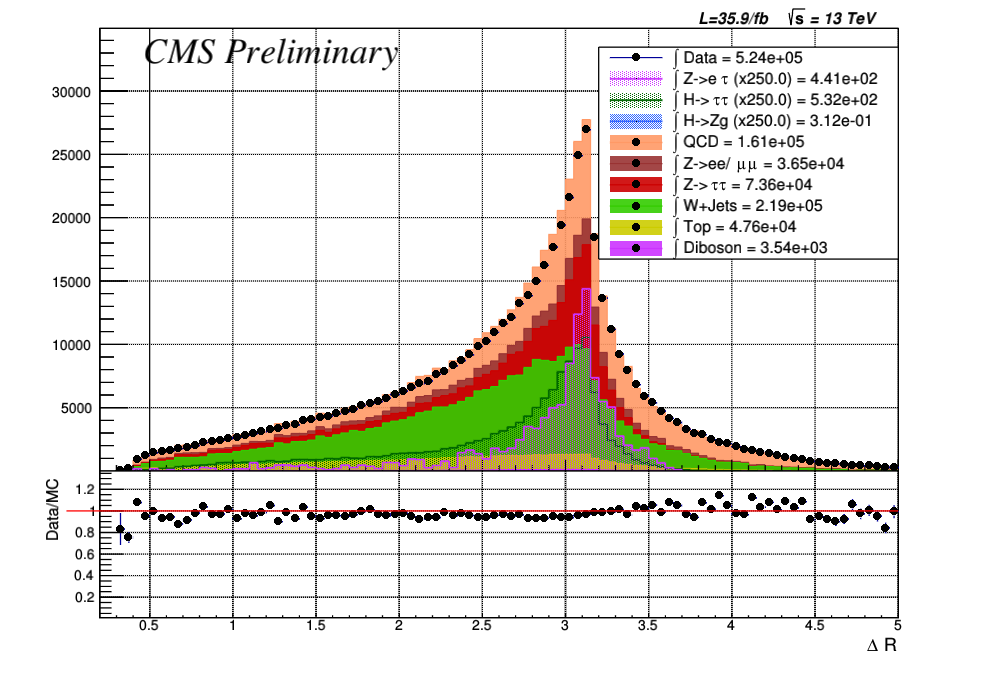 L=35.9/fb √s = 13 TeV
CMS Preliminary
∫ Data = 5.24e+05
∫ Z->e τ (x250.0) = 4.41e+02
∫ H-> ττ (x250.0) = 5.32e+02
∫ H->Zg (x250.0) = 3.12e-01
∫ QCD = 1.61e+05
∫ Z->ee/ μμ = 3.65e+04
∫ Z-> ττ = 7.36e+04
∫ W+Jets = 2.19e+05
∫ Top = 4.76e+04
∫ Diboson = 3.54e+03
30000
25000
20000
15000
10000
5000
Data/MC
1.2
1
0.8
0.6
0.4
0.2
0.5 1 1.5 2 2.5 3 3.5 4 4.5 5
Δ R